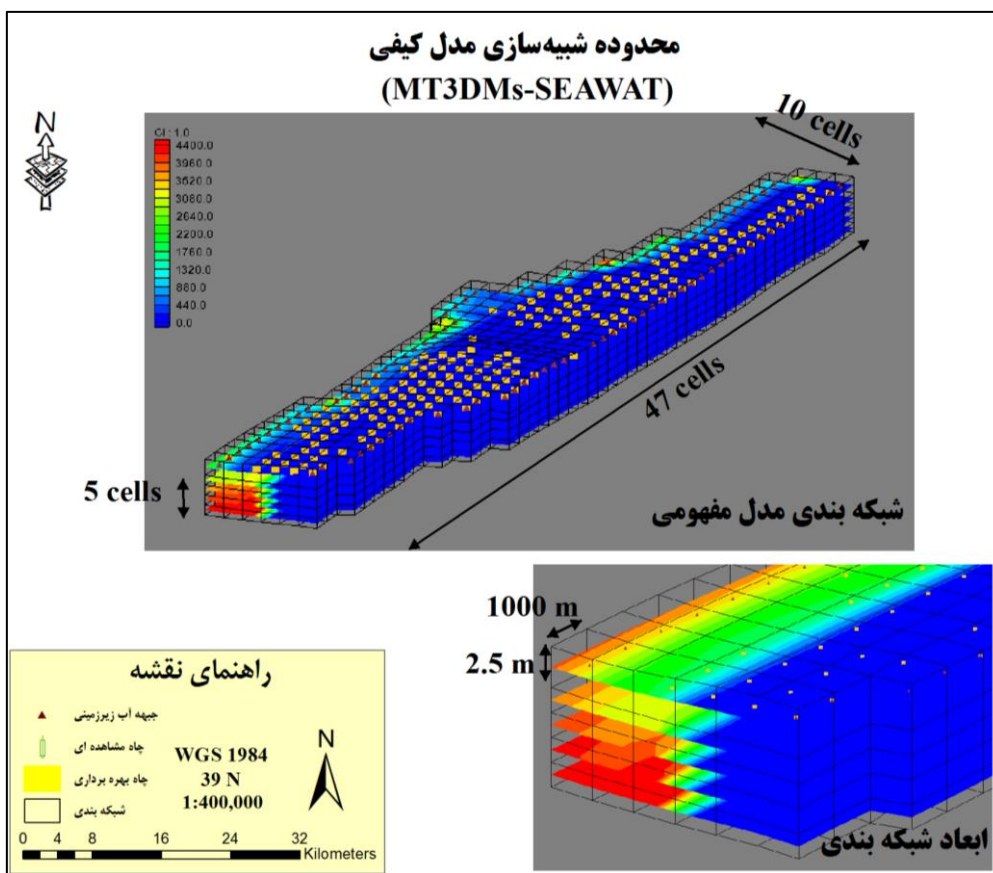 محدوده شبیه‌سازی مدل کیفی
(MT3DMs-SEAWAT)
N
Cl : 1.0
4400.0
3960.0
3520.0
3080.0
2640.0
2200.0
1760.0
1320.0
880.0
440.0
0.0
10 cells
47 cells
5 cells
شبکه بندی مدل مفهومی
1000 m
2.5 m
ابعاد شبکه بندی
راهنمای نقشه
جبهه آب زیرزمینی
چاه مشاهده ای
چاه بهره برداری
شبکه بندی
WGS 1984
39 N
1:400,000
N
0 4 8 16 24 32
Kilometers